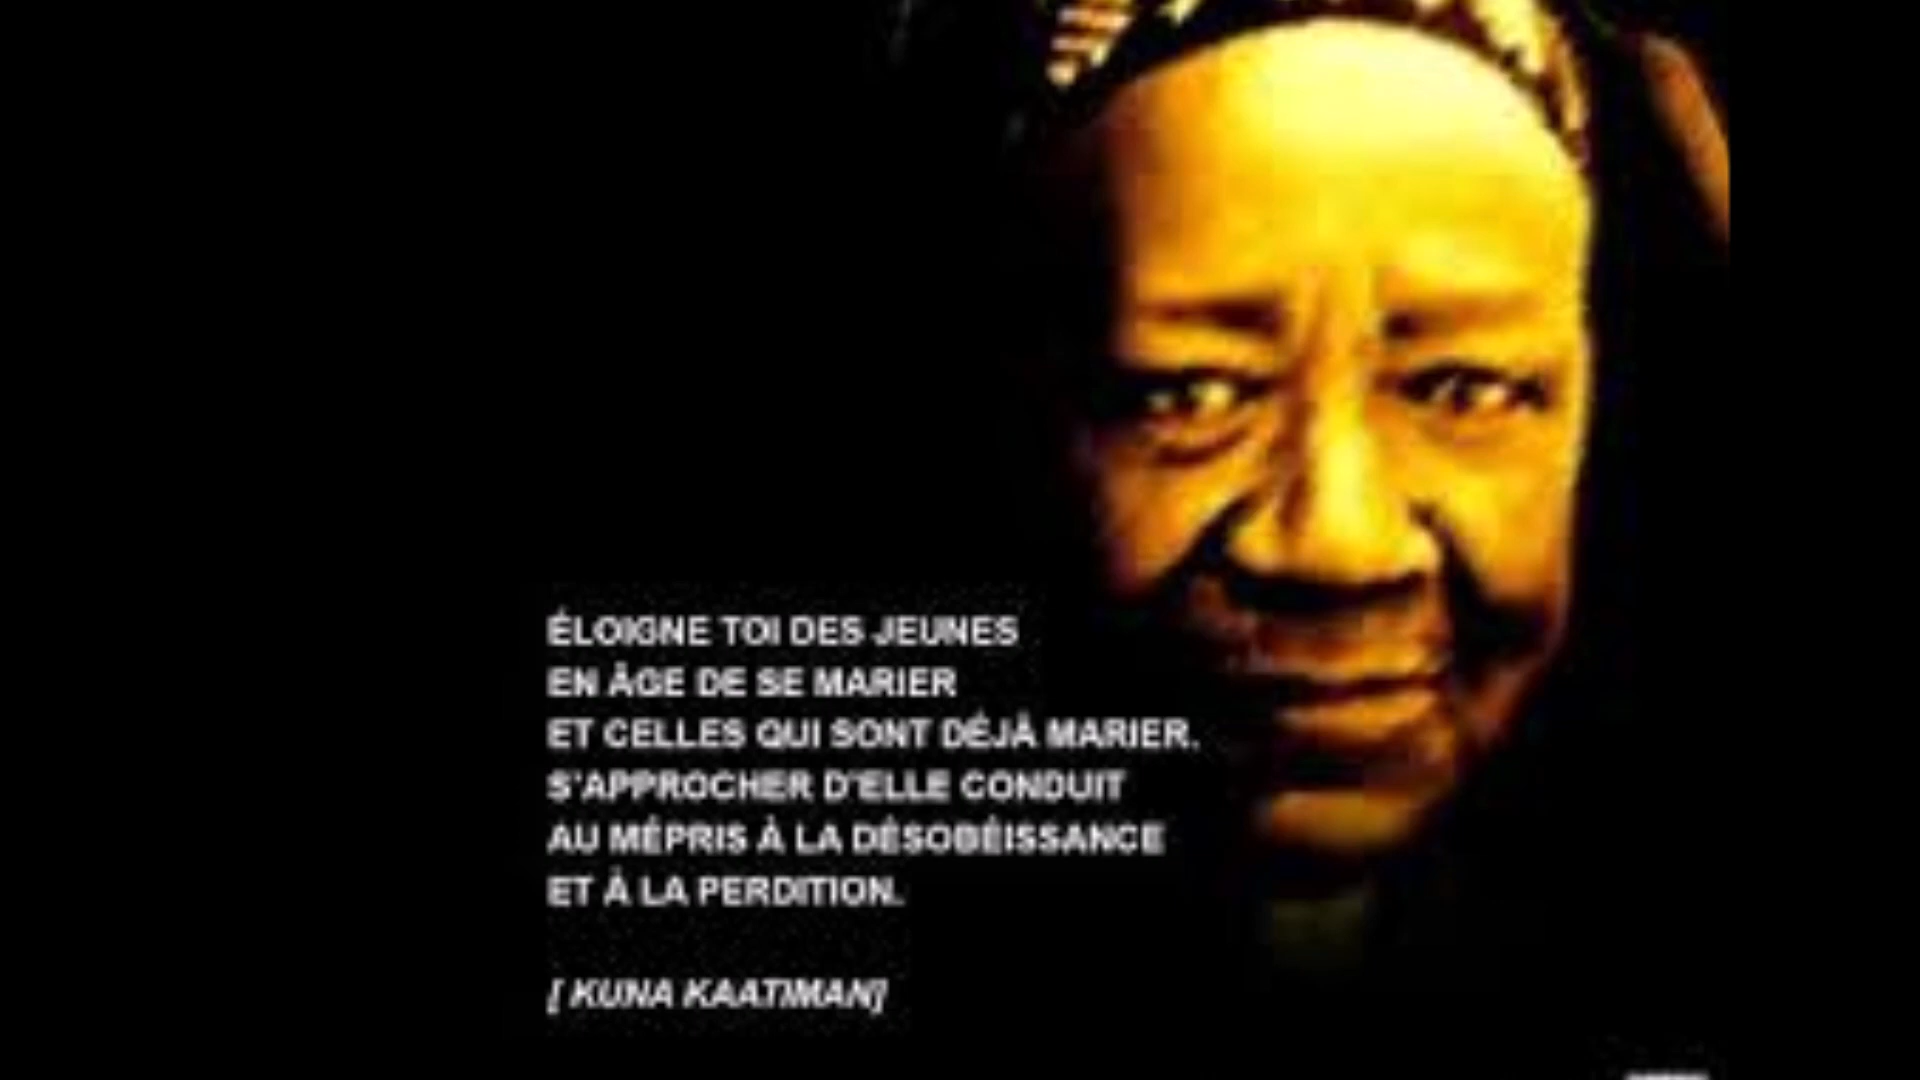 ÉLOIGNE TOI DES JEUNES
EN ÂGE DE SE MARIER
ET CELLES QUI SONT DÉJÀ MARIER.
S'APPROCHER D'ELLE CONDUIT
AU MÉPRIS À LA DÉSOBÉISSANCE
ET À LA PERDITION.
[ KUNA KAATIMAN]